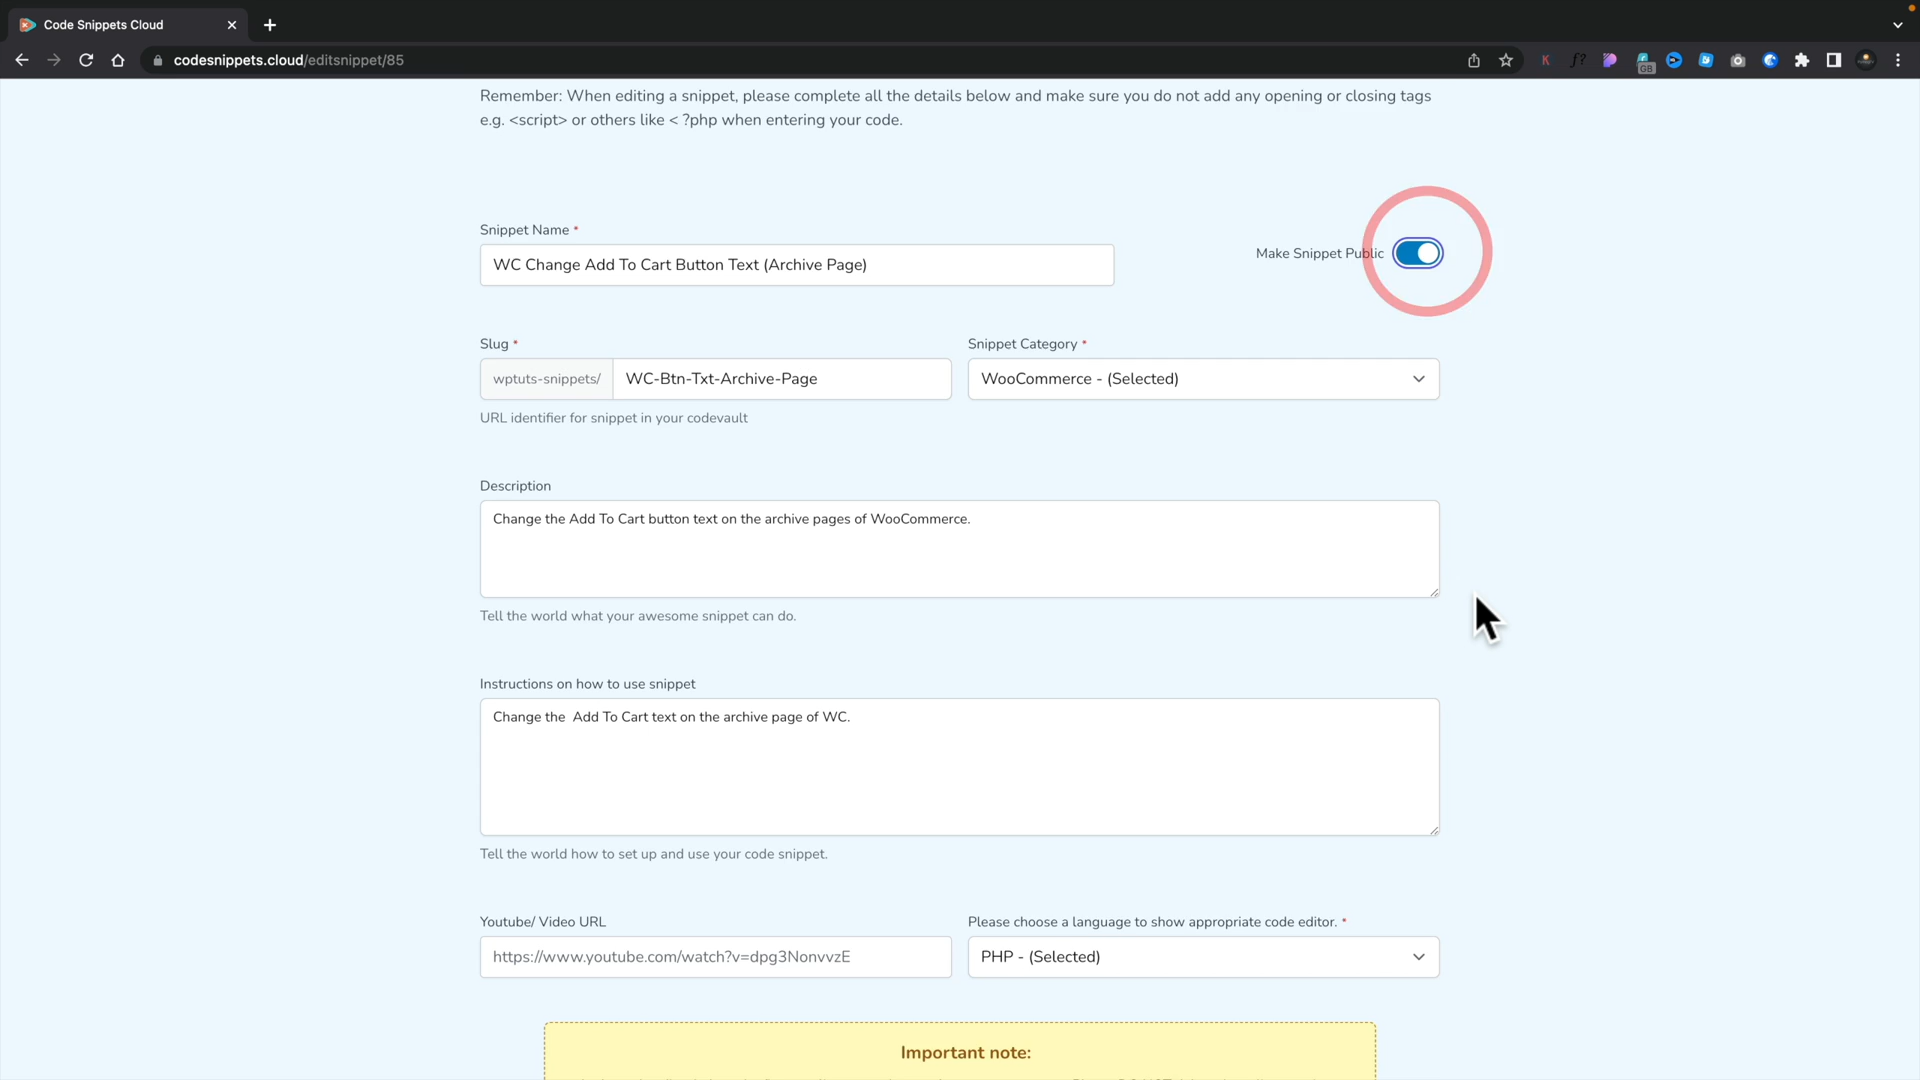 Code Snippets Cloud
codesnippets.cloud/editsnippet/85
Remember: When editing a snippet, please complete all the details below and make sure you do not add any opening or closing tags
e.g. <script> or others like < ?php when entering your code.
Snippet Name *
WC Change Add To Cart Button Text (Archive Page)
Make Snippet Public
Slug *
Snippet Category *
wptuts-snippets/ WC-Btn-Txt-Archive-Page
WooCommerce - (Selected)
URL identifier for snippet in your codevault
Description
Change the Add To Cart button text on the archive pages of WooCommerce.
Tell the world what your awesome snippet can do.
Instructions on how to use snippet
Change the  Add To Cart text on the archive page of WC.
Tell the world how to set up and use your code snippet.
Youtube/ Video URL
Please choose a language to show appropriate code editor. *
https://www.youtube.com/watch?v=dpg3NonvvzE
PHP - (Selected)
Important note: